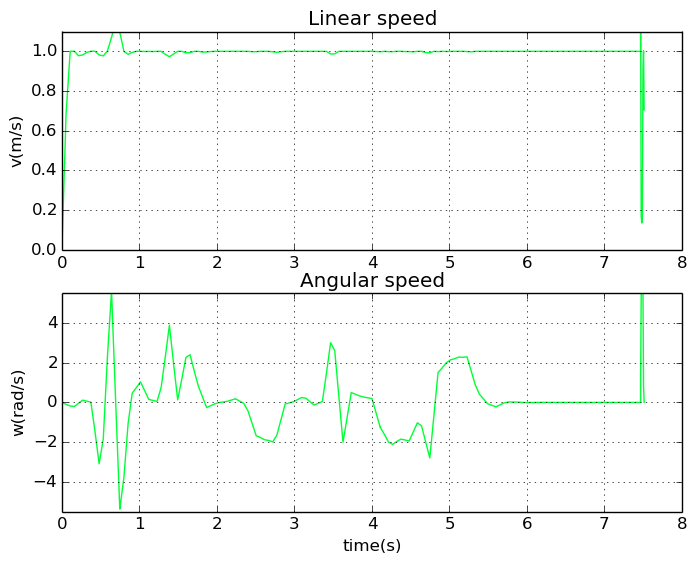 Linear speed
v(m/s)
1.0
0.8
0.6
0.4
0.2
0.0
0 1 2 3 4 5 6 7 8
Angular speed
w(rad/s)
4
2
0
−2
−4
0 1 2 3 4 5 6 7 8
time(s)